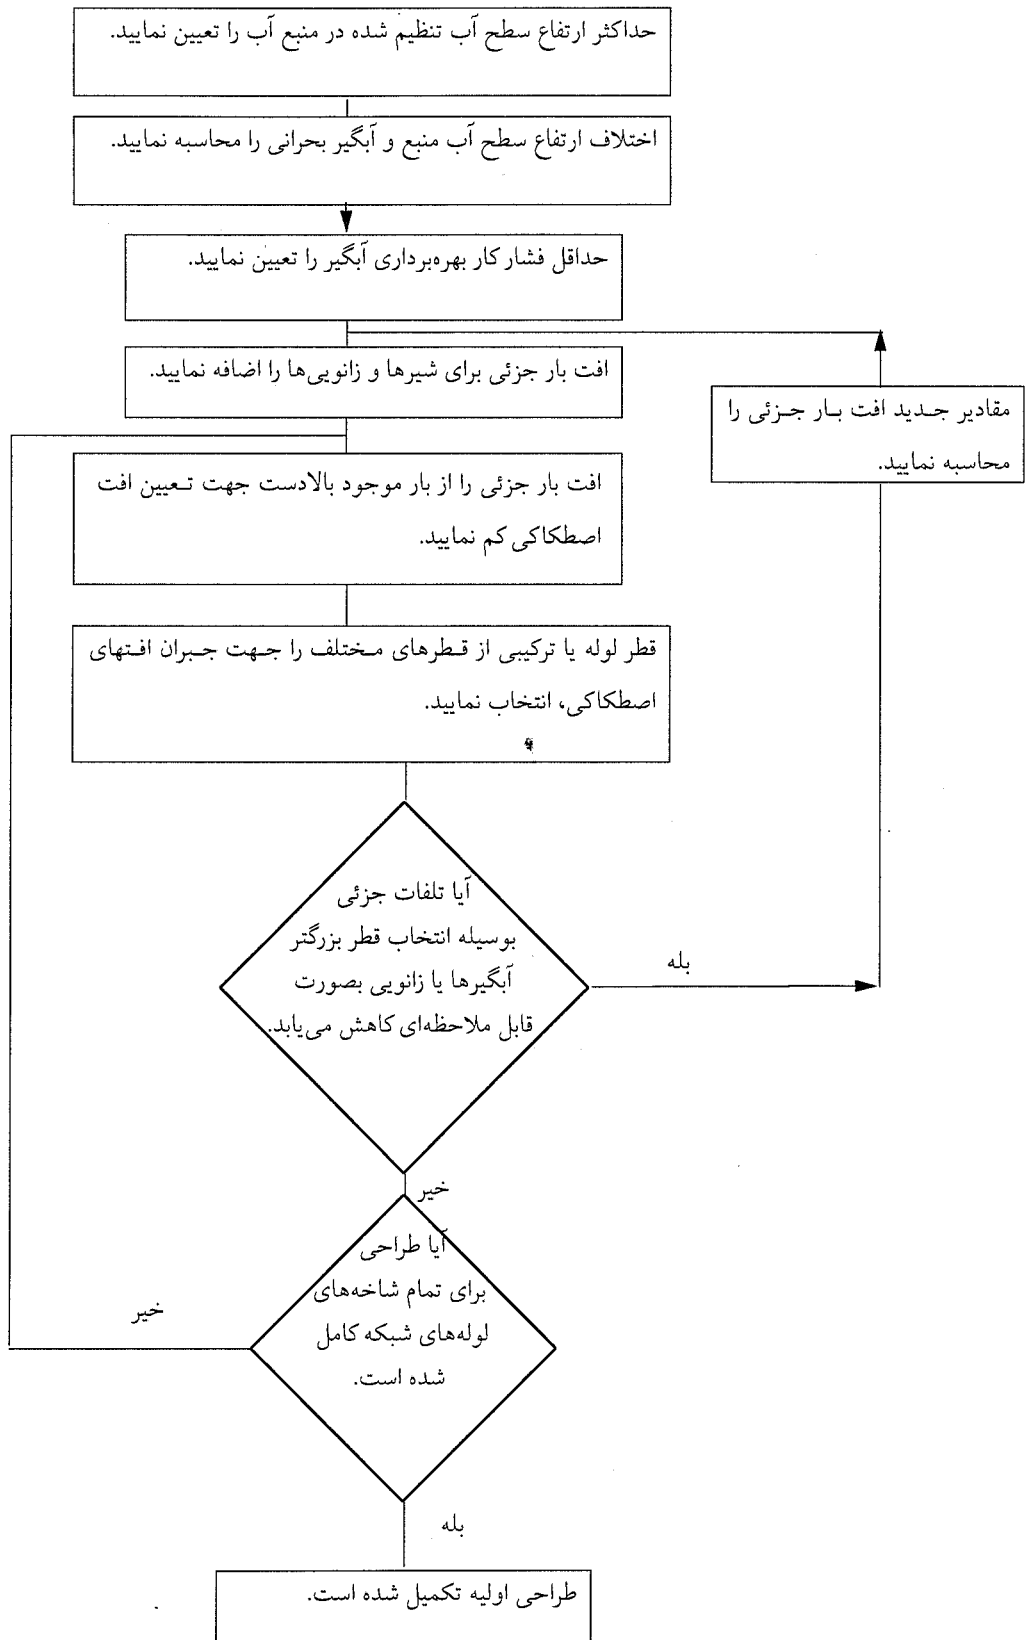 حداکثر ارتفاع سطح آب تنظیم شده در منبع آب را تعیین نمایید.
اختلاف ارتفاع سطح آب منبع و آبگیر بحرانی را محاسبه نمایید.
حداقل فشار کار بهره‌برداری آبگیر را تعیین نمایید.
افت بار جزئی برای شیرها و زانویی‌ها را اضافه نمایید.
مقادیر جدید افت بار جزئی را
محاسبه نمایید.
افت بار جزئی را از بار موجود بالادست جهت تعیین افت
اصطکاکی کم نمایید.
قطر لوله یا ترکیبی از قطرهای مختلف را جهت جبران افتهای
اصطکاکی، انتخاب نمایید.
آیا تلفات جزئی
بوسیله انتخاب قطر بزرگتر
آبگیرها یا زانویی بصورت
قابل ملاحظه‌ای کاهش می‌یابد.
بله
خیر
آیا طراحی
برای تمام شاخه‌های
لوله‌های شبکه کامل
شده است.
خیر
بله
طراحی اولیه تکمیل شده است.